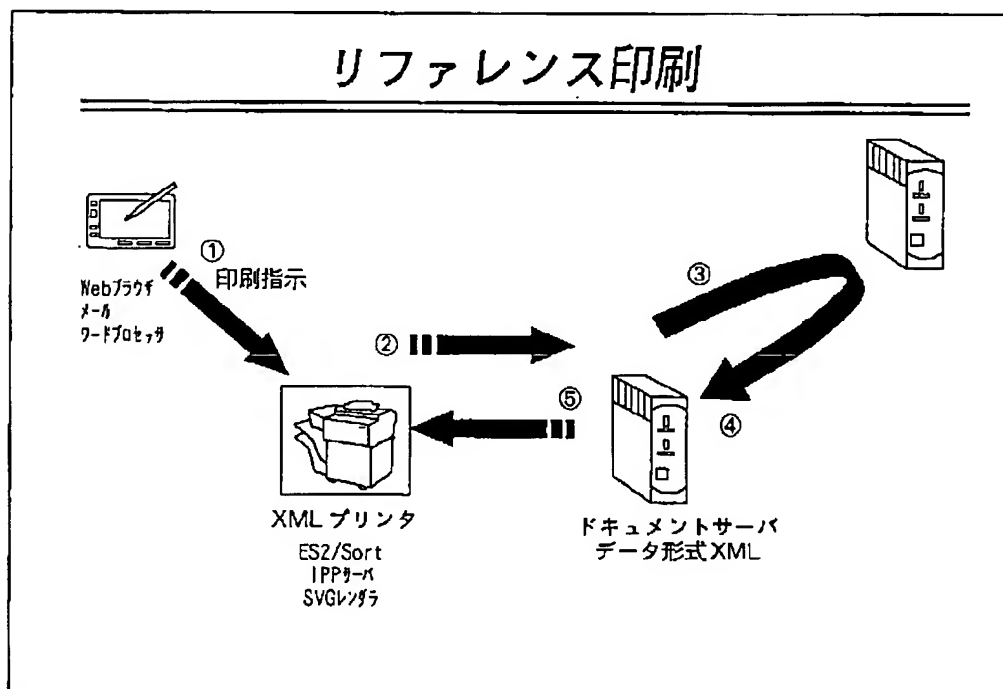 リファレンス印刷
①
印刷指示
Webブラウザ
メール
ワードプロセッサ
②
③
④
⑤
XML プリンタ
ES2/Sort
IPPサーバ
SVGレンダラ
ドキュメントサーバ
データ形式XML